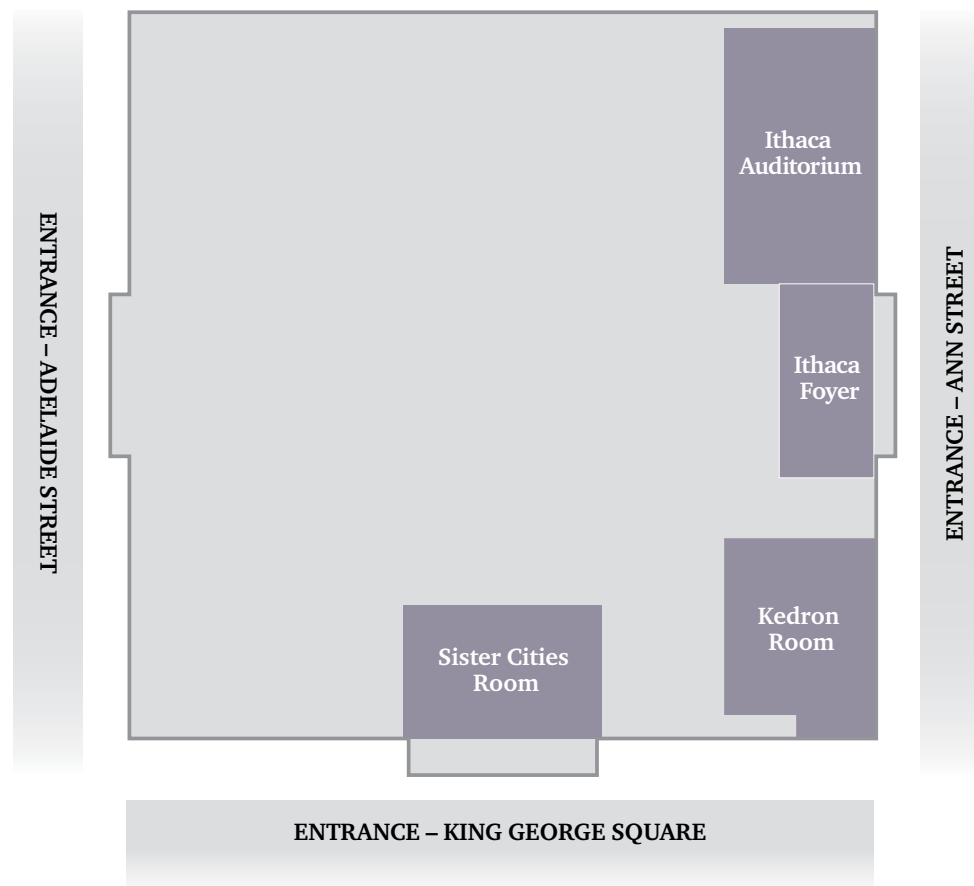 Ithaca
Auditorium
ENTRANCE – ADELAIDE STREET
ENTRANCE – ANN STREET
Ithaca
Foyer
Kedron
Room
Sister Cities
Room
ENTRANCE – KING GEORGE SQUARE